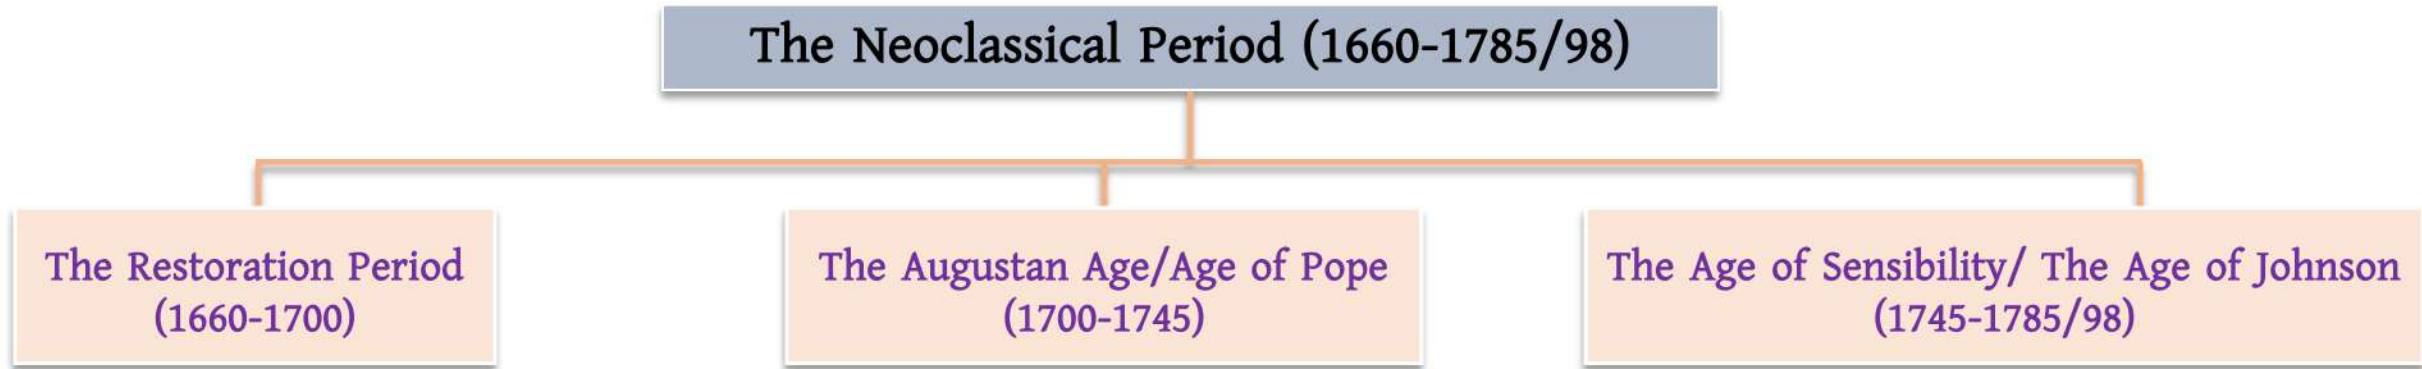 The Neoclassical Period (1660-1785/98)
The Restoration Period
(1660-1700)
The Augustan Age/Age of Pope
(1700-1745)
The Age of Sensibility/ The Age of Johnson
(1745-1785/98)